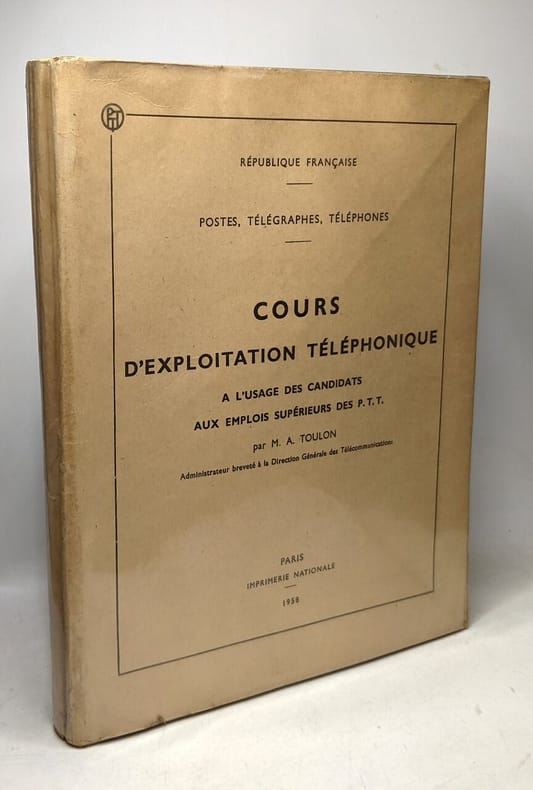 PTT
RÉPUBLIQUE FRANÇAISE
POSTES, TÉLÉGRAPHES, TÉLÉPHONES
COURS
D'EXPLOITATION TÉLÉPHONIQUE
A L'USAGE DES CANDIDATS
AUX EMPLOIS SUPÉRIEURS DES P.T.T.
par M. A. TOULON
Administrateur breveté à la Direction Générale des Télécommunications
PARIS
IMPRIMERIE NATIONALE
1958